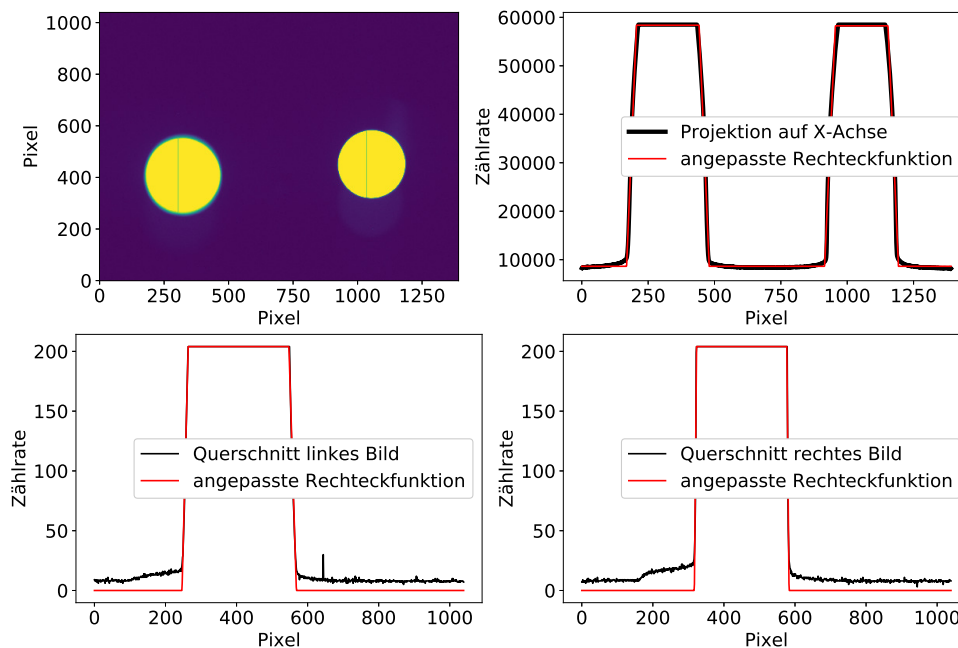 1000
800
600
400
200
0
Pixel
0 250 500 750 1000 1250
Pixel
60000
50000
40000
30000
20000
10000
Zählrate
Projektion auf X-Achse
angepasste Rechteckfunktion
0 250 500 750 1000 1250
Pixel
200
150
100
50
0
Zählrate
Querschnitt linkes Bild
angepasste Rechteckfunktion
0 200 400 600 800 1000
Pixel
200
150
100
50
0
Zählrate
Querschnitt rechtes Bild
angepasste Rechteckfunktion
0 200 400 600 800 1000
Pixel